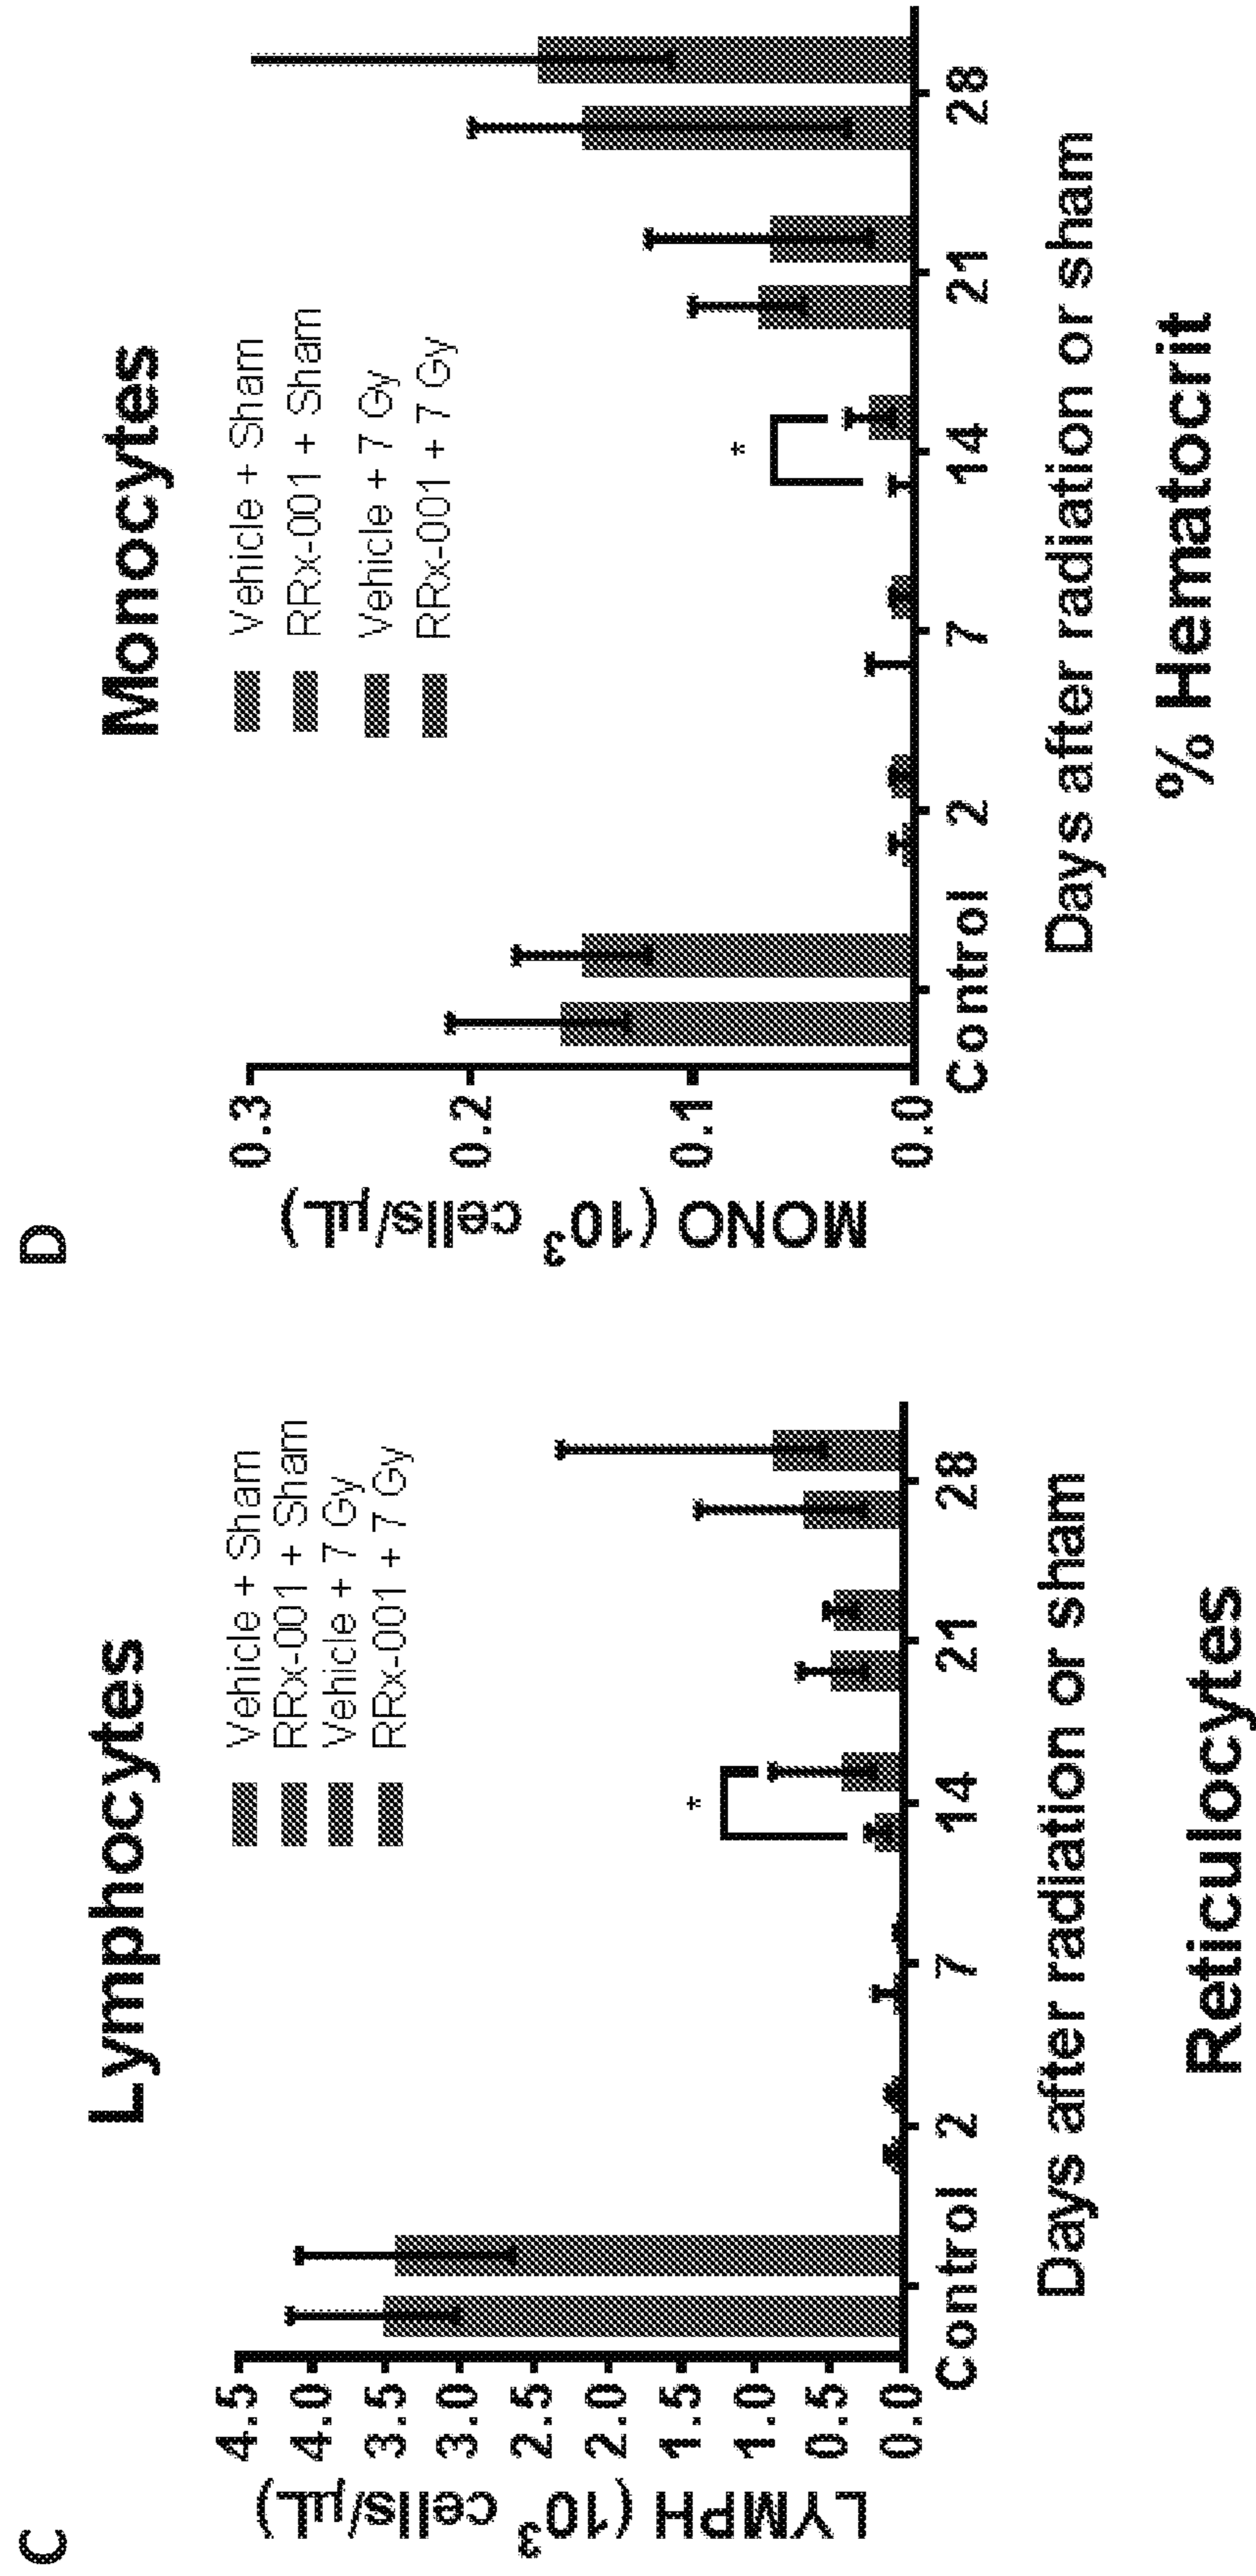 C
Lymphocytes
Vehicle + Sham
RRx-001 + Sham
Vehicle + 7 Gy
RRx-001 + 7 Gy
LYMPH (10³ cells/µL)
4.5
4.0
3.5
3.0
2.5
2.0
1.5
1.0
0.5
0.0
*
Control 2 7 14 21 28
Days after radiation or sham
Reticulocytes
D
Monocytes
Vehicle + Sham
RRx-001 + Sham
Vehicle + 7 Gy
RRx-001 + 7 Gy
MONO (10³ cells/µL)
0.3
0.2
0.1
0.0
*
Control 2 7 14 21 28
Days after radiation or sham
% Hematocrit